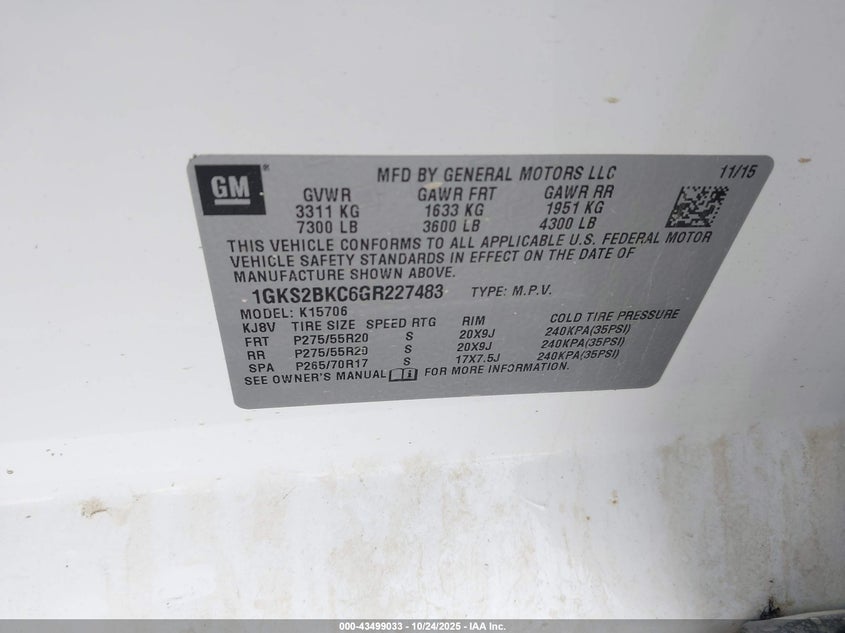 GM ®
MFD BY GENERAL MOTORS LLC 11/15
GVWR GAWR FRT GAWR RR
3311 KG 1633 KG 1951 KG
7300 LB 3600 LB 4300 LB
THIS VEHICLE CONFORMS TO ALL APPLICABLE U.S. FEDERAL MOTOR
VEHICLE SAFETY STANDARDS IN EFFECT ON THE DATE OF
MANUFACTURE SHOWN ABOVE.
1GKS2BKC6GR227483 TYPE: M.P.V.
MODEL: K15706
KJ8V TIRE SIZE SPEED RTG RIM COLD TIRE PRESSURE
FRT P275/55R20 S 20X9J 240KPA(35PSI)
RR P275/55R20 S 20X9J 240KPA(35PSI)
SPA P265/70R17 S 17X7.5J 240KPA(35PSI)
SEE OWNER'S MANUAL FOR MORE INFORMATION.
000-43499033 - 10/24/2025 - IAA Inc.